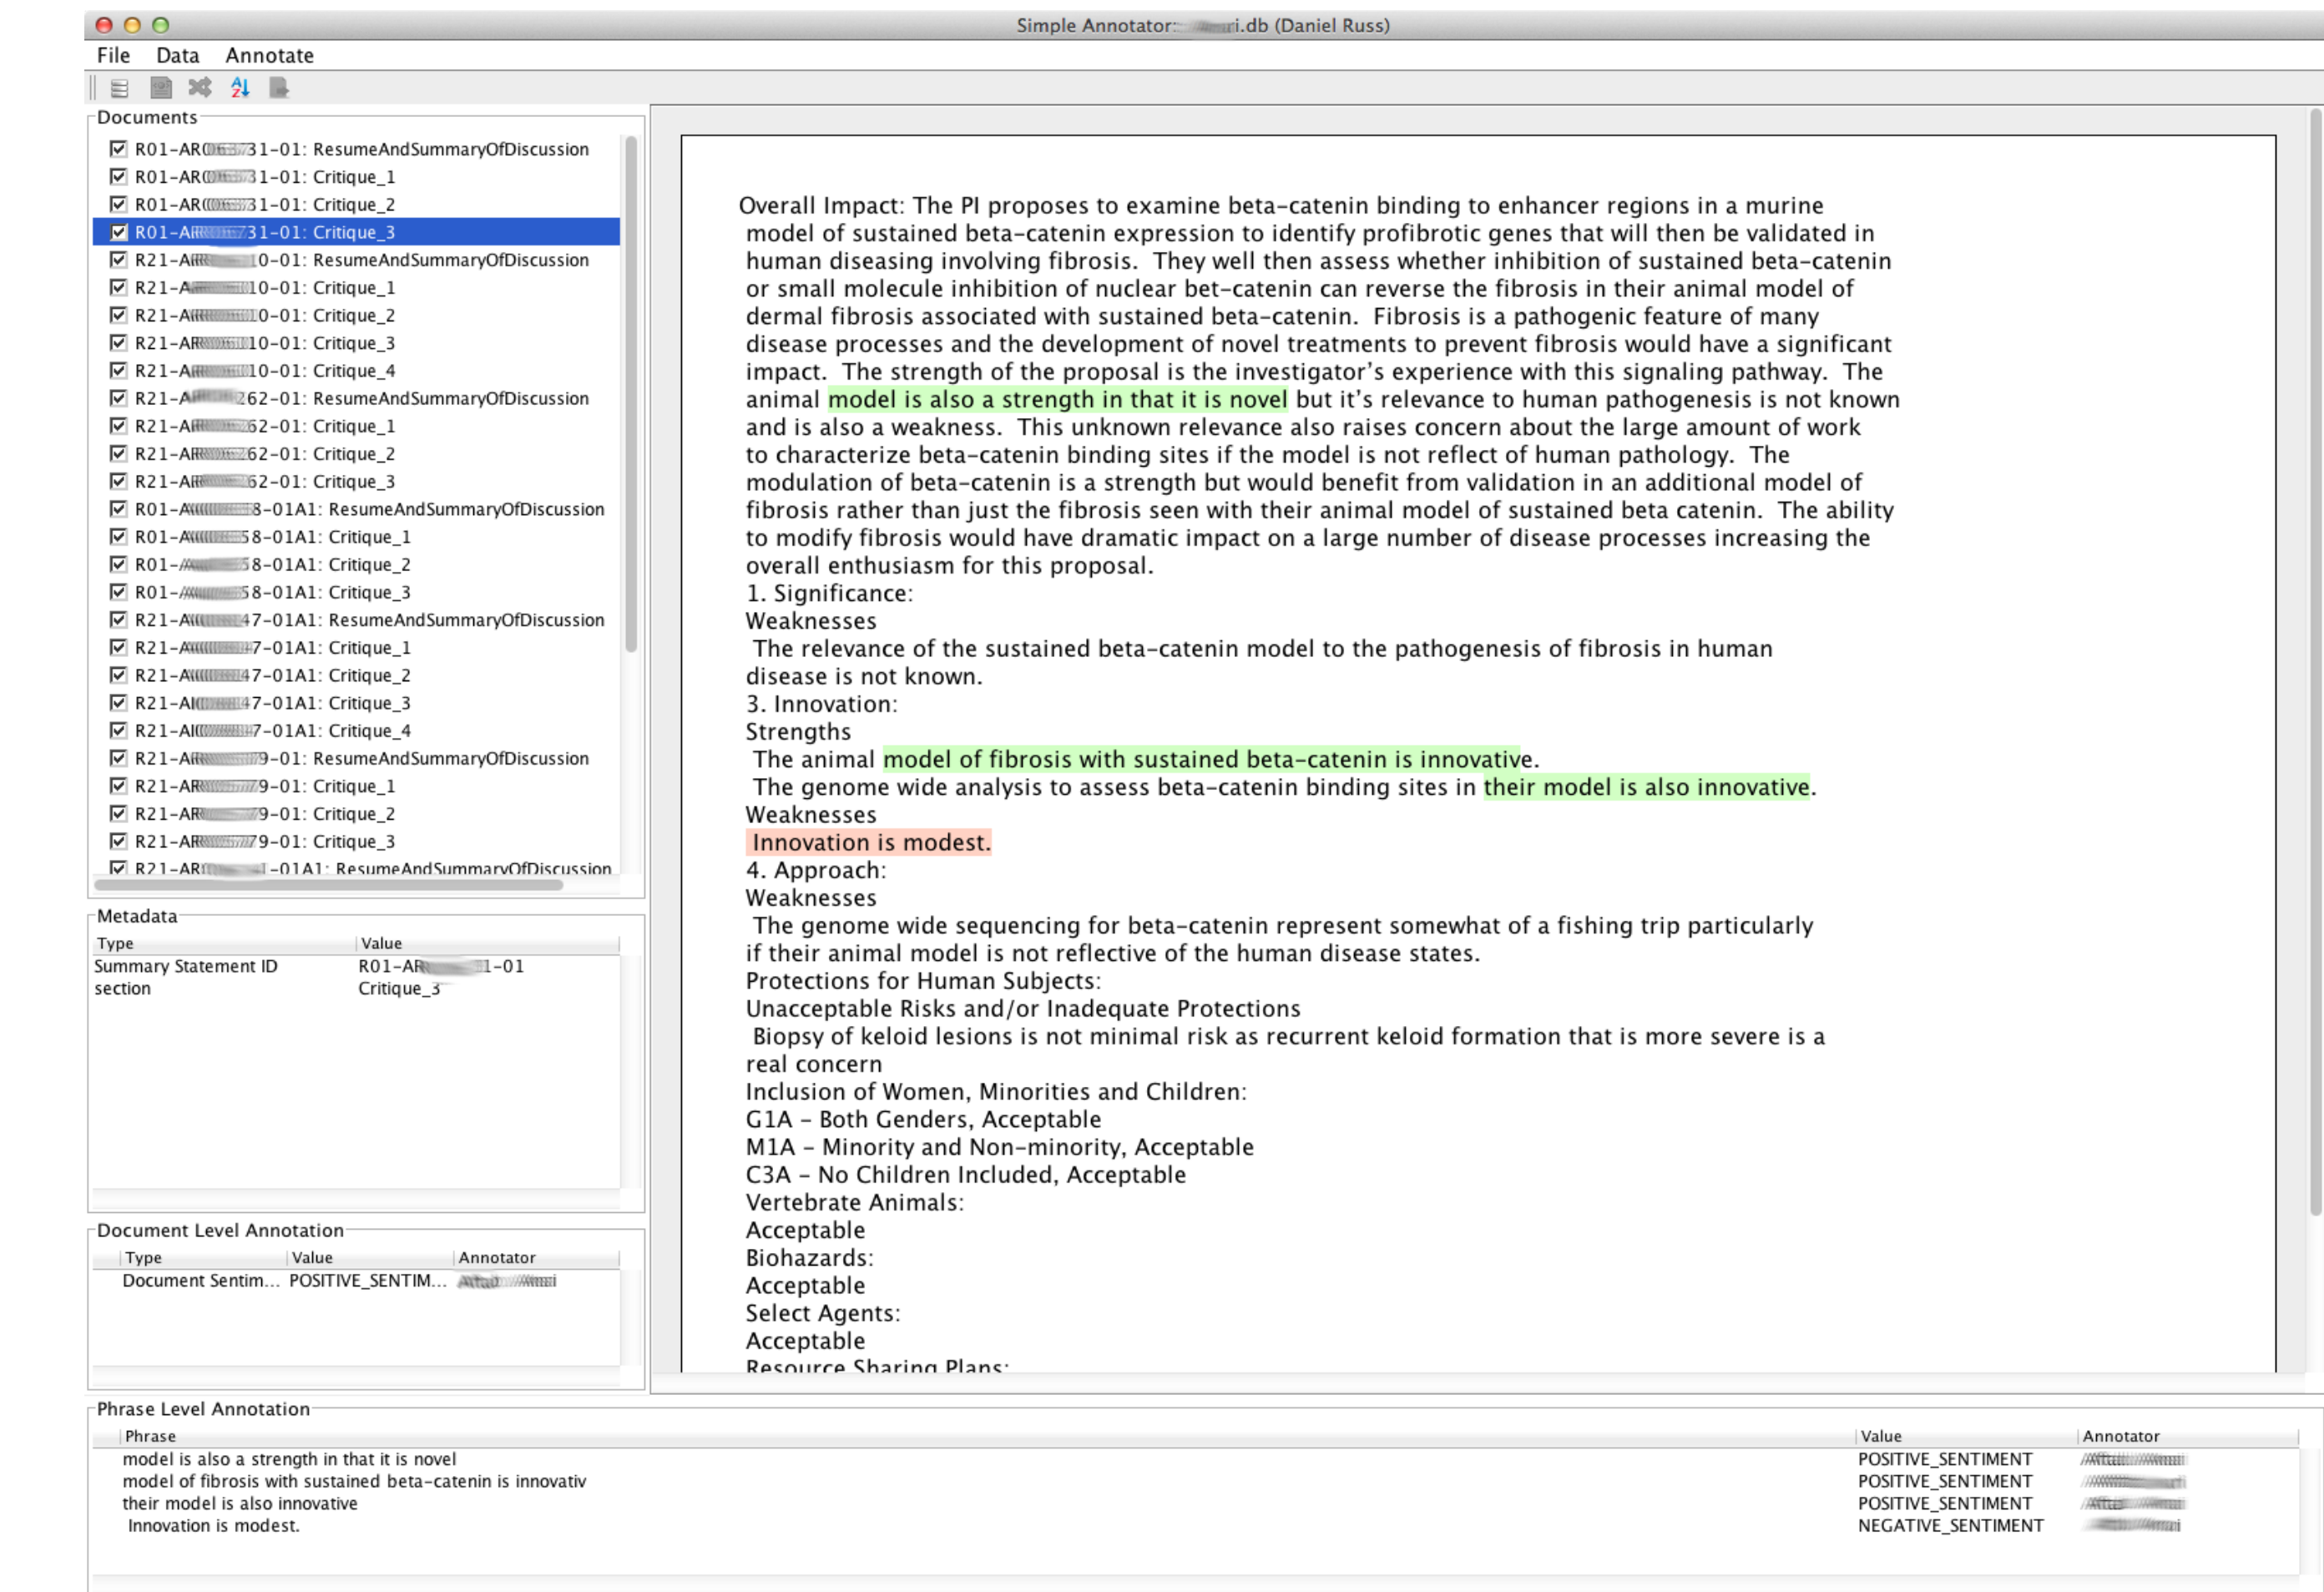 Simple Annotator: i.db (Daniel Russ)
File Data Annotate
Documents
R01-AR 31-01: ResumeAndSummaryOfDiscussion
R01-AR 31-01: Critique_1
R01-AR 31-01: Critique_2
R01-AR 731-01: Critique_3
R21-A 10-01: ResumeAndSummaryOfDiscussion
R21-A 10-01: Critique_1
R21-A 10-01: Critique_2
R21-AR 10-01: Critique_3
R21-A 10-01: Critique_4
R21-A 262-01: ResumeAndSummaryOfDiscussion
R21-A 62-01: Critique_1
R21-AR 262-01: Critique_2
R21-A 62-01: Critique_3
R01-A 8-01A1: ResumeAndSummaryOfDiscussion
R01-A 58-01A1: Critique_1
R01- 58-01A1: Critique_2
R01- 58-01A1: Critique_3
R21-A 47-01A1: ResumeAndSummaryOfDiscussion
R21-A 7-01A1: Critique_1
R21-A 47-01A1: Critique_2
R21-A 47-01A1: Critique_3
R21-A 7-01A1: Critique_4
R21-A 79-01: ResumeAndSummaryOfDiscussion
R21-AR 9-01: Critique_1
R21-AR 9-01: Critique_2
R21-AR 79-01: Critique_3
R21-AR -01A1: ResumeAndSummaryOfDiscussion
Metadata
Type Value
Summary Statement ID R01-AR 1-01
section Critique_3
Document Level Annotation
Type Value Annotator
Document Sentim... POSITIVE_SENTIM...
Overall Impact: The PI proposes to examine beta-catenin binding to enhancer regions in a murine
model of sustained beta-catenin expression to identify profibrotic genes that will then be validated in
human diseasing involving fibrosis. They well then assess whether inhibition of sustained beta-catenin
or small molecule inhibition of nuclear bet-catenin can reverse the fibrosis in their animal model of
dermal fibrosis associated with sustained beta-catenin. Fibrosis is a pathogenic feature of many
disease processes and the development of novel treatments to prevent fibrosis would have a significant
impact. The strength of the proposal is the investigator's experience with this signaling pathway. The
animal model is also a strength in that it is novel but it's relevance to human pathogenesis is not known
and is also a weakness. This unknown relevance also raises concern about the large amount of work
to characterize beta-catenin binding sites if the model is not reflect of human pathology. The
modulation of beta-catenin is a strength but would benefit from validation in an additional model of
fibrosis rather than just the fibrosis seen with their animal model of sustained beta catenin. The ability
to modify fibrosis would have dramatic impact on a large number of disease processes increasing the
overall enthusiasm for this proposal.
1. Significance:
Weaknesses
The relevance of the sustained beta-catenin model to the pathogenesis of fibrosis in human
disease is not known.
3. Innovation:
Strengths
The animal model of fibrosis with sustained beta-catenin is innovative.
The genome wide analysis to assess beta-catenin binding sites in their model is also innovative.
Weaknesses
Innovation is modest.
4. Approach:
Weaknesses
The genome wide sequencing for beta-catenin represent somewhat of a fishing trip particularly
if their animal model is not reflective of the human disease states.
Protections for Human Subjects:
Unacceptable Risks and/or Inadequate Protections
Biopsy of keloid lesions is not minimal risk as recurrent keloid formation that is more severe is a
real concern
Inclusion of Women, Minorities and Children:
G1A - Both Genders, Acceptable
M1A - Minority and Non-minority, Acceptable
C3A - No Children Included, Acceptable
Vertebrate Animals:
Acceptable
Biohazards:
Acceptable
Select Agents:
Acceptable
Resource Sharing Plans:
Phrase Level Annotation
Phrase Value Annotator
model is also a strength in that it is novel POSITIVE_SENTIMENT
model of fibrosis with sustained beta-catenin is innovativ POSITIVE_SENTIMENT
their model is also innovative POSITIVE_SENTIMENT
Innovation is modest. NEGATIVE_SENTIMENT